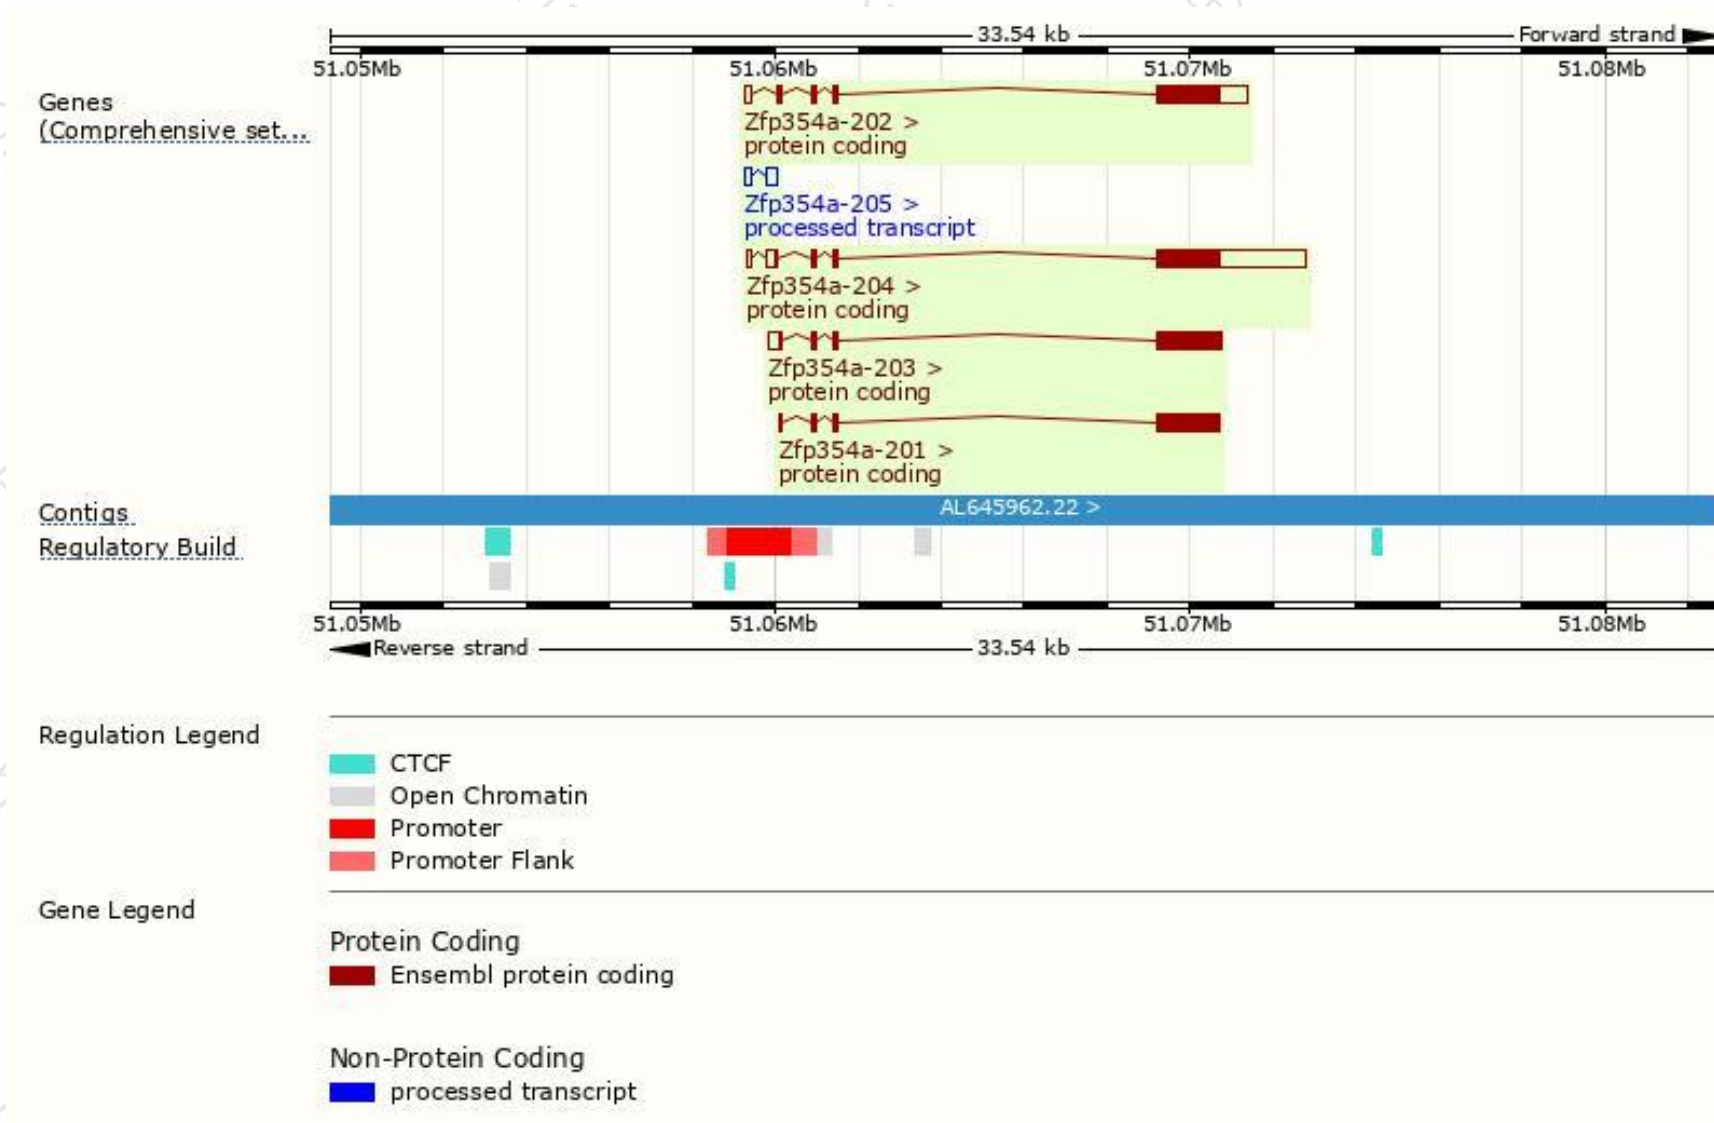 33.54 kb Forward strand
51.05Mb 51.06Mb 51.07Mb 51.08Mb
Genes
(Comprehensive set...
Zfp354a-202 >
protein coding
Zfp354a-205 >
processed transcript
Zfp354a-204 >
protein coding
Zfp354a-203 >
protein coding
Zfp354a-201 >
protein coding
Contigs AL645962.22 >
Regulatory Build
51.05Mb 51.06Mb 51.07Mb 51.08Mb
Reverse strand 33.54 kb
Regulation Legend
CTCF
Open Chromatin
Promoter
Promoter Flank
Gene Legend
Protein Coding
Ensembl protein coding
Non-Protein Coding
processed transcript